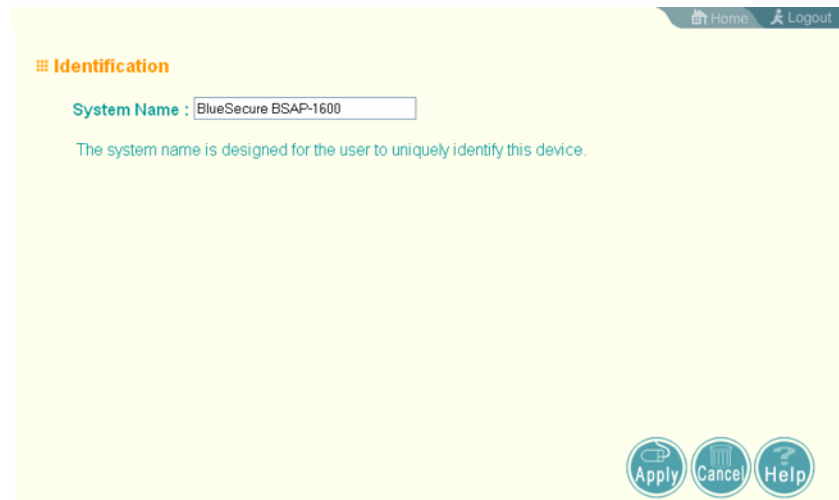 Home Logout
Identification
System Name : BlueSecure BSAP-1600
The system name is designed for the user to uniquely identify this device.
Apply Cancel Help